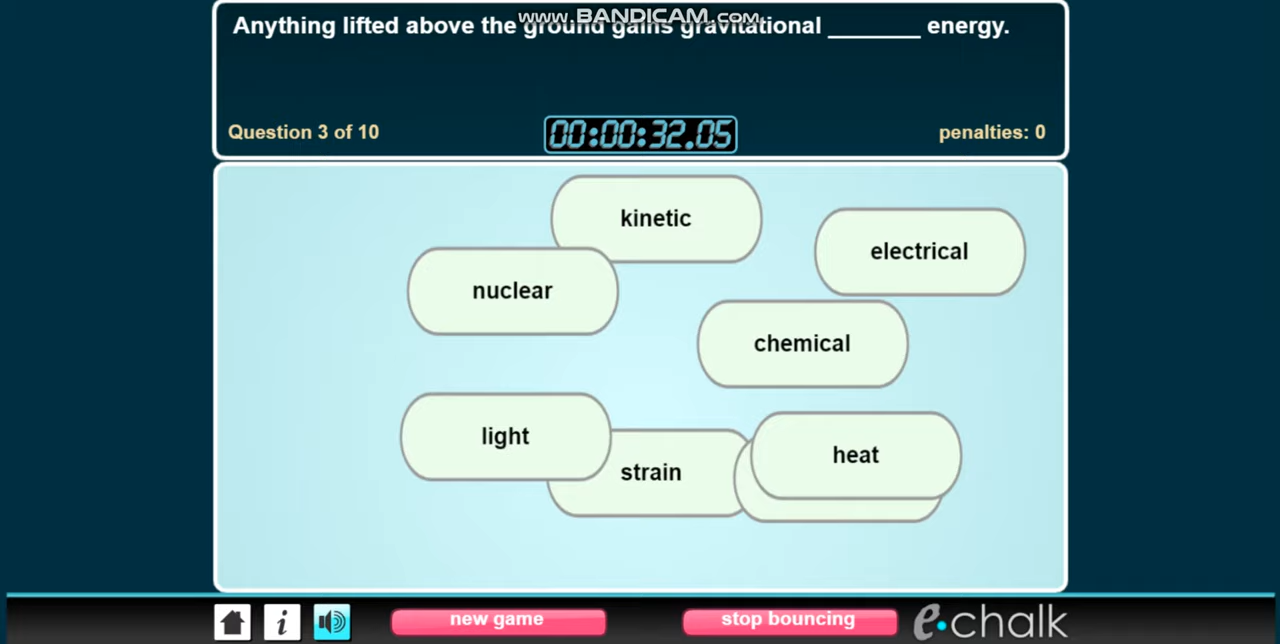 www.BANDICAM.com
Anything lifted above the ground gains gravitational _______ energy.
Question 3 of 10
00:00:32.05
penalties: 0
kinetic
electrical
nuclear
chemical
light
heat
strain
i
new game
stop bouncing
e·chalk